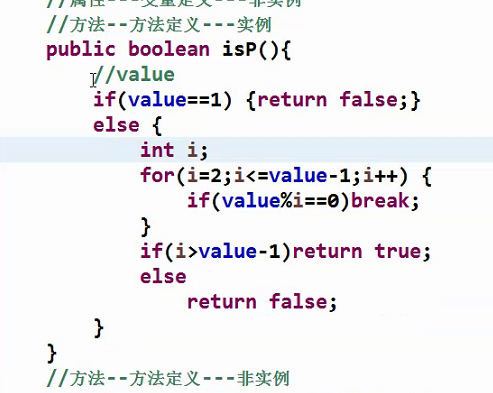 //属性---变量定义---非实例
//方法--方法定义---实例
public boolean isP(){
//value
if(value==1) {return false;}
else {
int i;
for(i=2;i<=value-1;i++) {
if(value%i==0)break;
}
if(i>value-1)return true;
else
return false;
}
}
//方法--方法定义---非实例